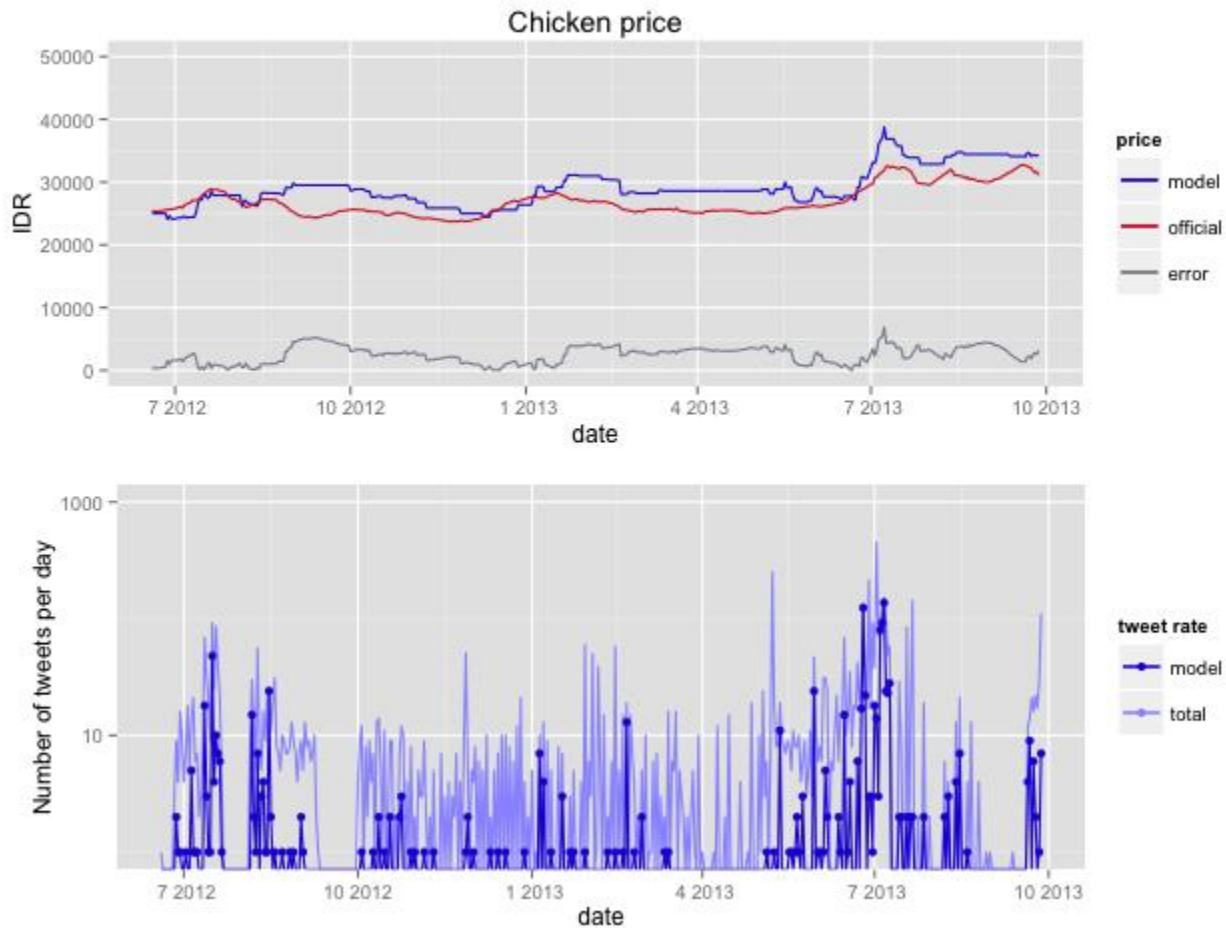 Chicken price
50000
40000
30000
20000
10000
0
IDR
7 2012
10 2012
1 2013
4 2013
7 2013
10 2013
date
price
model
official
error
1000
10
Number of tweets per day
7 2012
10 2012
1 2013
4 2013
7 2013
10 2013
date
tweet rate
model
total